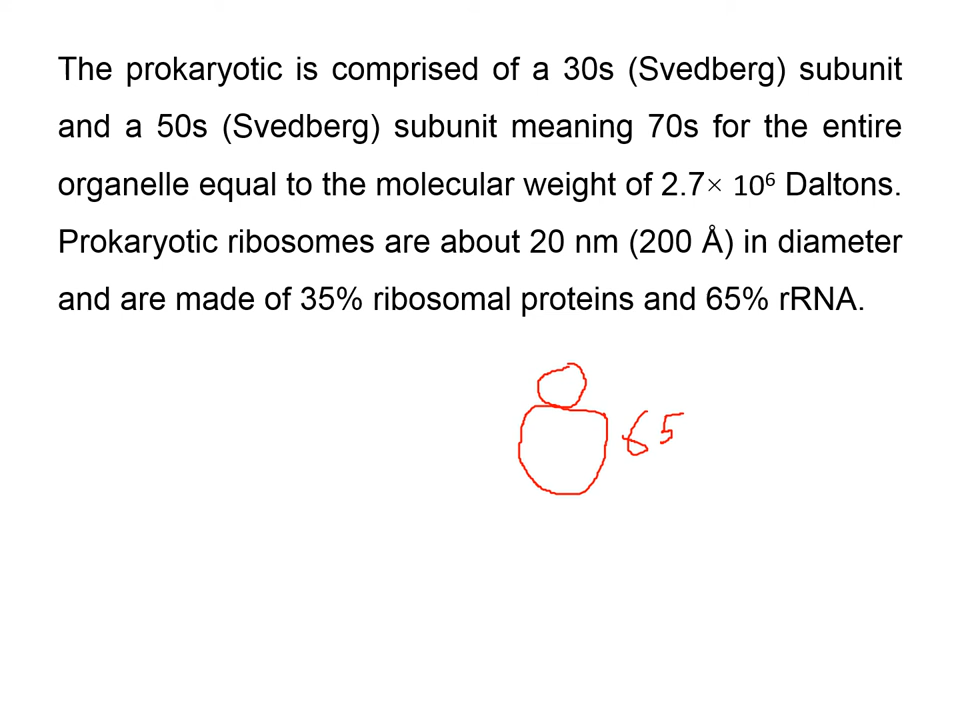 The prokaryotic is comprised of a 30s (Svedberg) subunit
and a 50s (Svedberg) subunit meaning 70s for the entire
organelle equal to the molecular weight of 2.7× 10⁶ Daltons.
Prokaryotic ribosomes are about 20 nm (200 Å) in diameter
and are made of 35% ribosomal proteins and 65% rRNA.
65